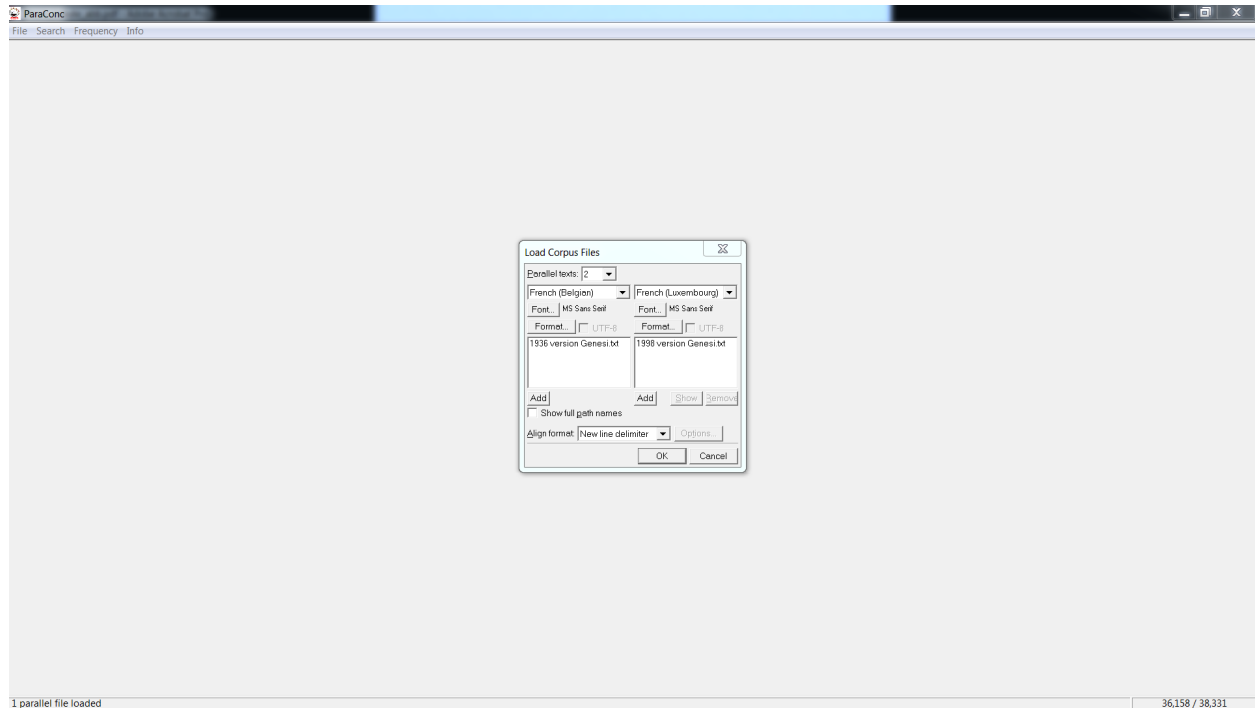 ParaConc
File Search Frequency Info
Load Corpus Files
Parallel texts: 2
French (Belgian) French (Luxembourg)
Font... MS Sans Serif Font... MS Sans Serif
Format... UTF-8 Format... UTF-8
1936 version Genesi.txt 1998 version Genesi.txt
Add Add Show Remove
Show full path names
Align format: New line delimiter Options...
OK Cancel
1 parallel file loaded 36,158 / 38,331